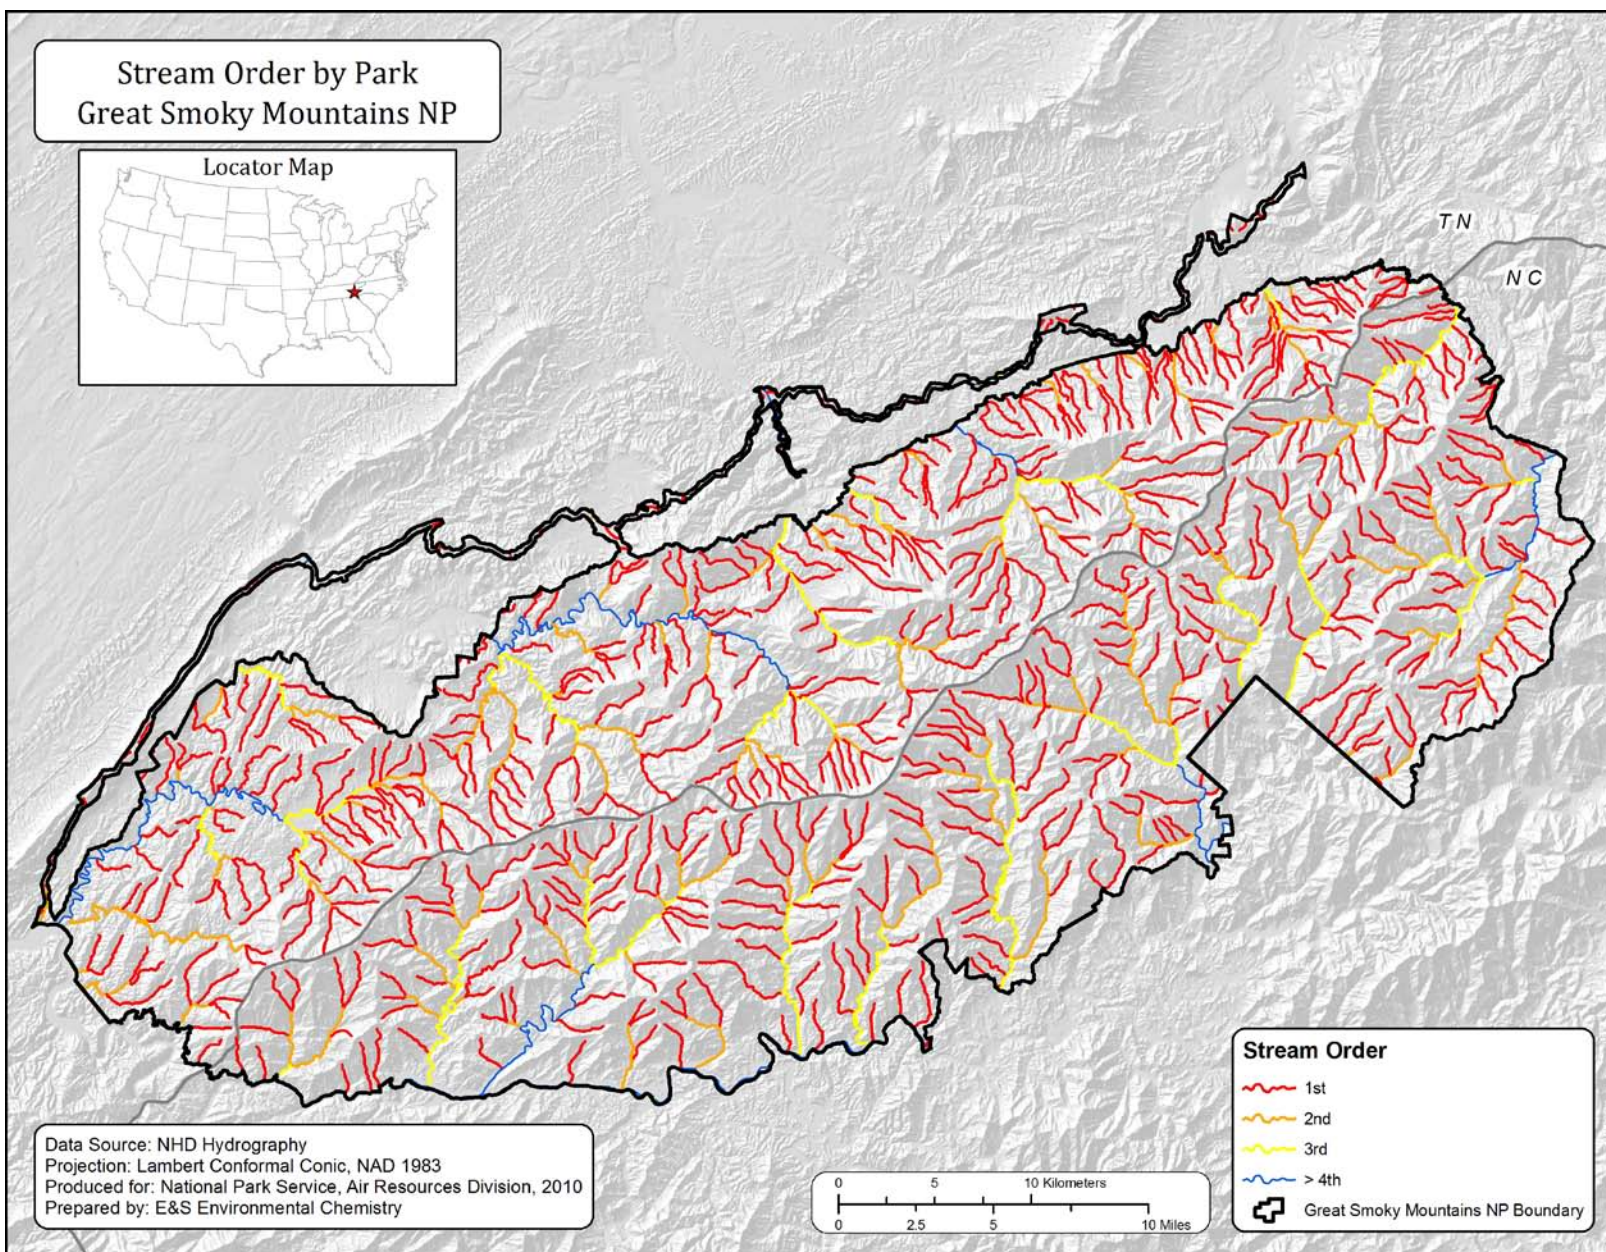 Stream Order by Park
Great Smoky Mountains NP
Locator Map
T N
N C
Stream Order
1st
2nd
3rd
> 4th
Great Smoky Mountains NP Boundary
Data Source: NHD Hydrography
Projection: Lambert Conformal Conic, NAD 1983
Produced for: National Park Service, Air Resources Division, 2010
Prepared by: E&S Environmental Chemistry
0 5 10 Kilometers
0 2.5 5 10 Miles